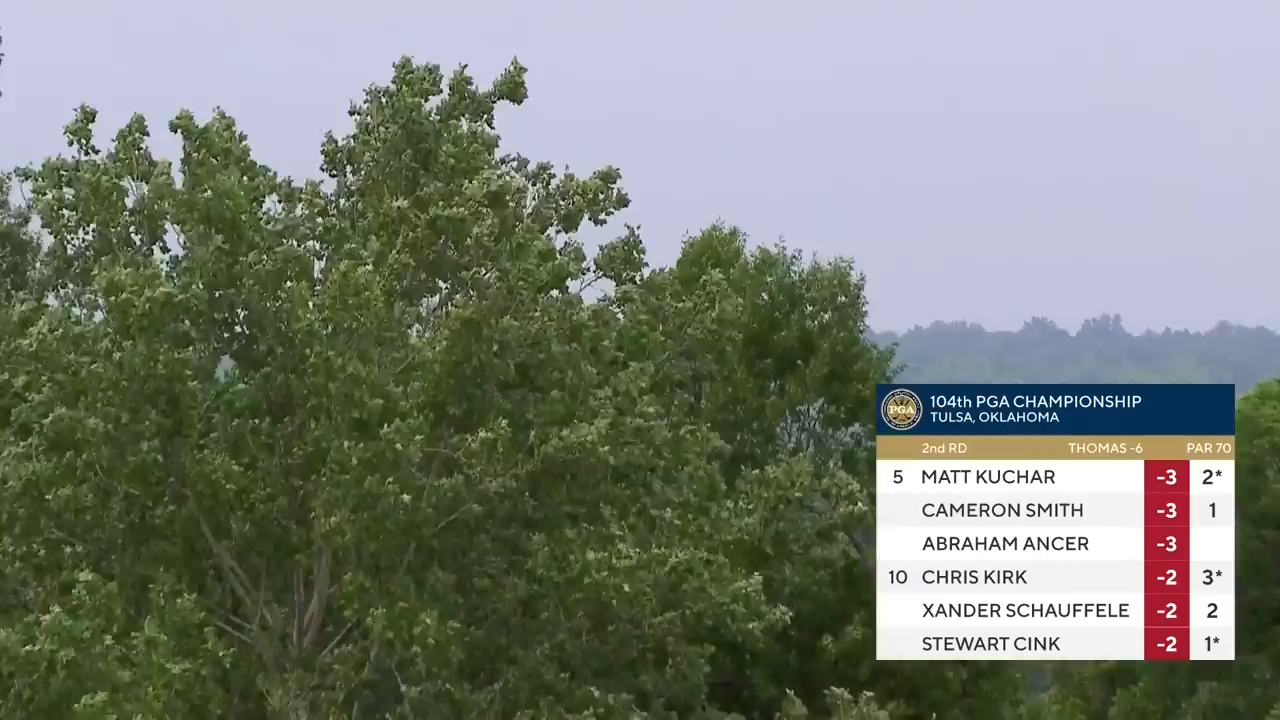 PGA
104th PGA CHAMPIONSHIP
TULSA, OKLAHOMA
2nd RD THOMAS -6 PAR 70
5 MATT KUCHAR -3 2*
CAMERON SMITH -3 1
ABRAHAM ANCER -3
10 CHRIS KIRK -2 3*
XANDER SCHAUFFELE -2 2
STEWART CINK -2 1*